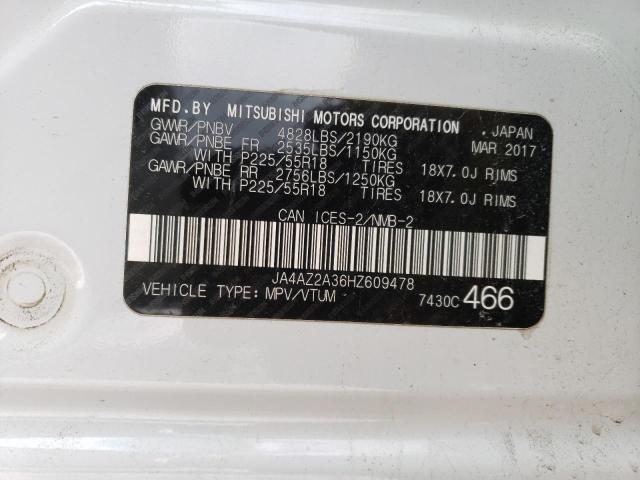 MFD.BY MITSUBISHI MOTORS CORPORATION , JAPAN
GVWR/PNBV 4828LBS/2190KG MAR 2017
GAWR/PNBE FR 2535LBS/1150KG
WITH P225/55R18 TIRES 18X7.0J RIMS
GAWR/PNBE RR 2756LBS/1250KG
WITH P225/55R18 TIRES 18X7.0J RIMS
CAN ICES-2/NMB-2
JA4AZ2A36HZ609478
VEHICLE TYPE: MPV/VTUM 7430C 466